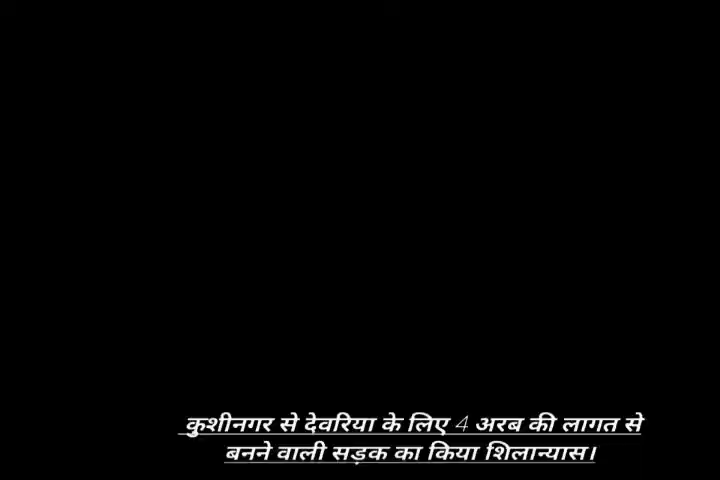 कुशीनगर से देवरिया के लिए 4 अरब की लागत से
बनने वाली सड़क का किया शिलान्यास।